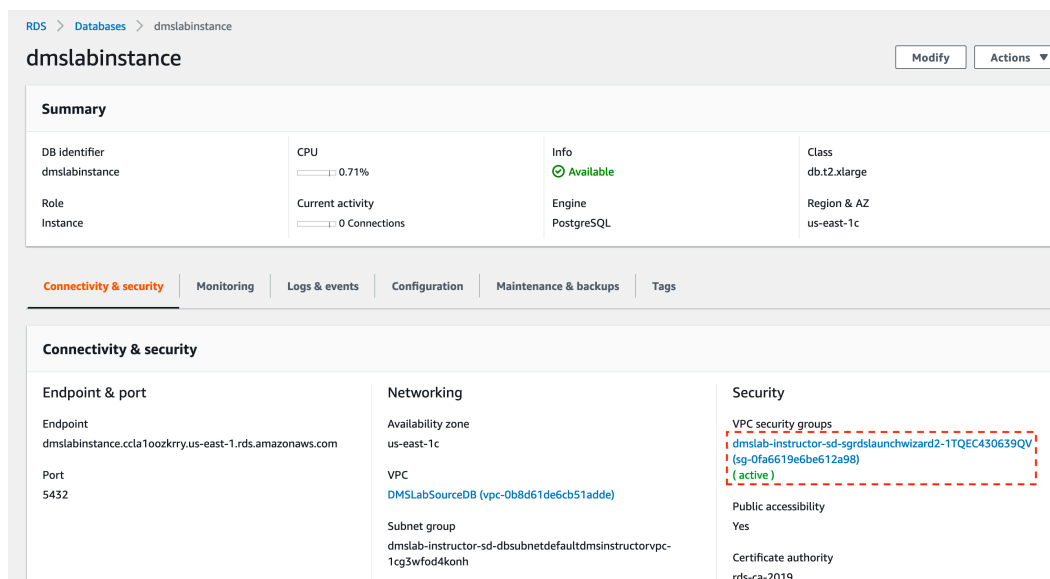 RDS > Databases > dmslabinstance
dmslabinstance
Modify
Actions
Summary
DB identifier
dmslabinstance
CPU
0.71%
Info
Available
Class
db.t2.xlarge
Role
Instance
Current activity
0 Connections
Engine
PostgreSQL
Region & AZ
us-east-1c
Connectivity & security
Monitoring
Logs & events
Configuration
Maintenance & backups
Tags
Connectivity & security
Endpoint & port
Endpoint
dmslabinstance.ccla1oozkrry.us-east-1.rds.amazonaws.com
Port
5432
Networking
Availability zone
us-east-1c
VPC
DMSLabSourceDB (vpc-0b8d61de6cb51adde)
Subnet group
dmslab-instructor-sd-dbsubnetdefaultdmsinstructorvpc-
1cg3wfod4konh
Security
VPC security groups
dmslab-instructor-sd-sgrdslaunchwizard2-1TQEC430639QV
(sg-0fa6619e6be612a98)
( active )
Public accessibility
Yes
Certificate authority
rds-ca-2019